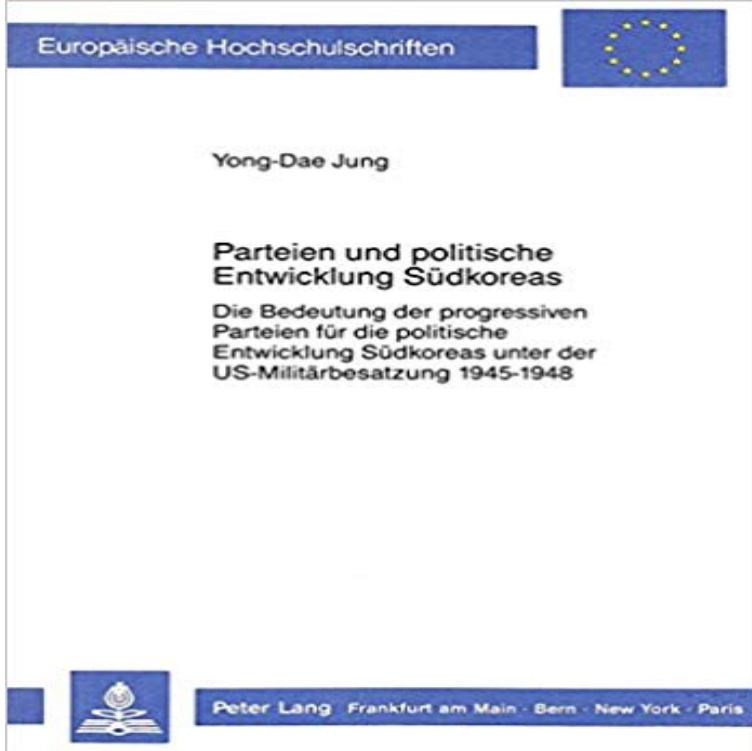 Europäische Hochschulschriften
Yong-Dae Jung
Parteien und politische
Entwicklung Südkoreas
Die Bedeutung der progressiven
Parteien für die politische
Entwicklung Südkoreas unter der
US-Militärbesatzung 1945-1948
Peter Lang Frankfurt am Main · Bern · New York · Paris